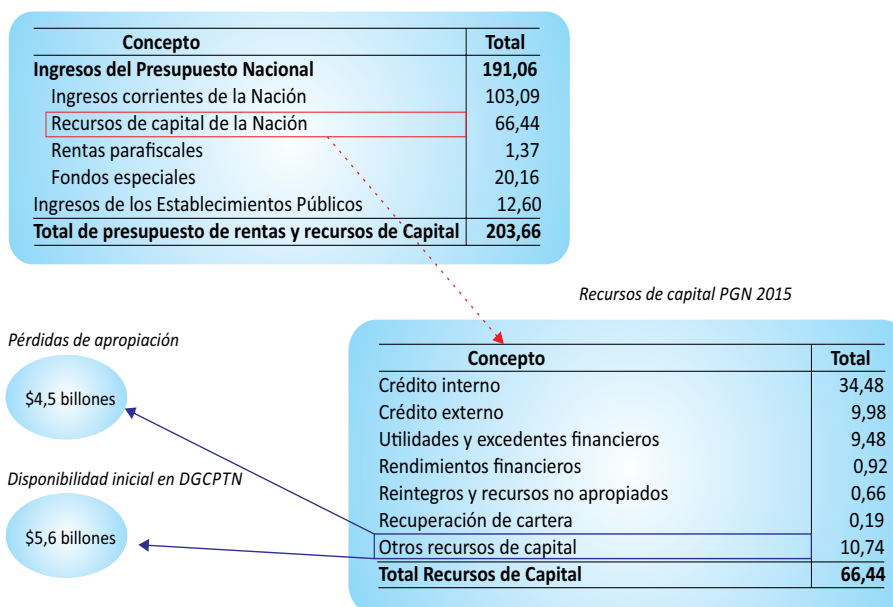 Concepto Total
Ingresos del Presupuesto Nacional 191,06
Ingresos corrientes de la Nación 103,09
Recursos de capital de la Nación 66,44
Rentas parafiscales 1,37
Fondos especiales 20,16
Ingresos de los Establecimientos Públicos 12,60
Total de presupuesto de rentas y recursos de Capital 203,66
Recursos de capital PGN 2015
Pérdidas de apropiación
$4,5 billones
Disponibilidad inicial en DGCPTN
$5,6 billones
Concepto Total
Crédito interno 34,48
Crédito externo 9,98
Utilidades y excedentes financieros 9,48
Rendimientos financieros 0,92
Reintegros y recursos no apropiados 0,66
Recuperación de cartera 0,19
Otros recursos de capital 10,74
Total Recursos de Capital 66,44